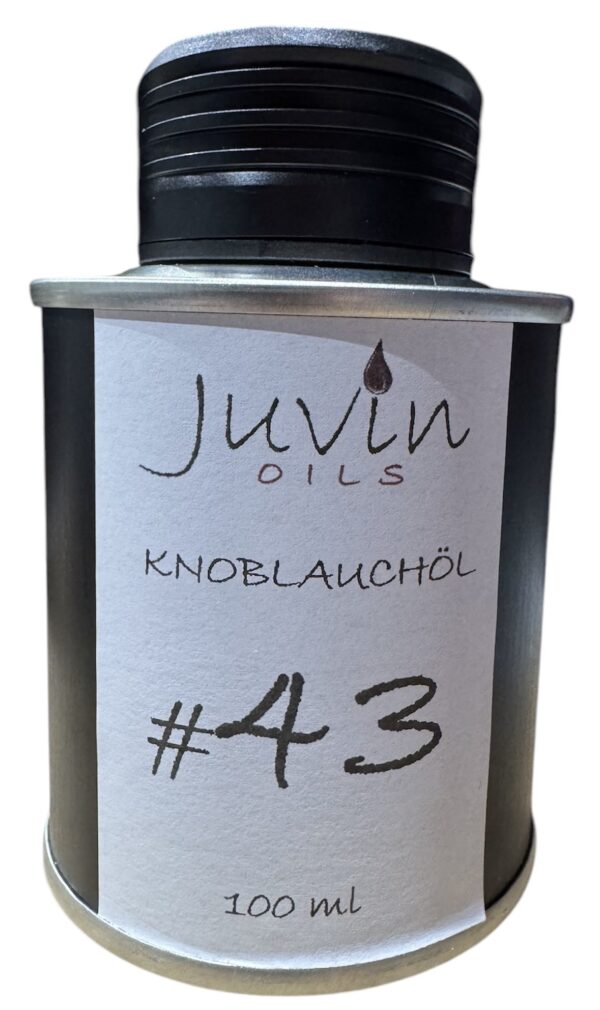 Juvin
OILS
KNOBLAUCHÖL
#43
100 ml